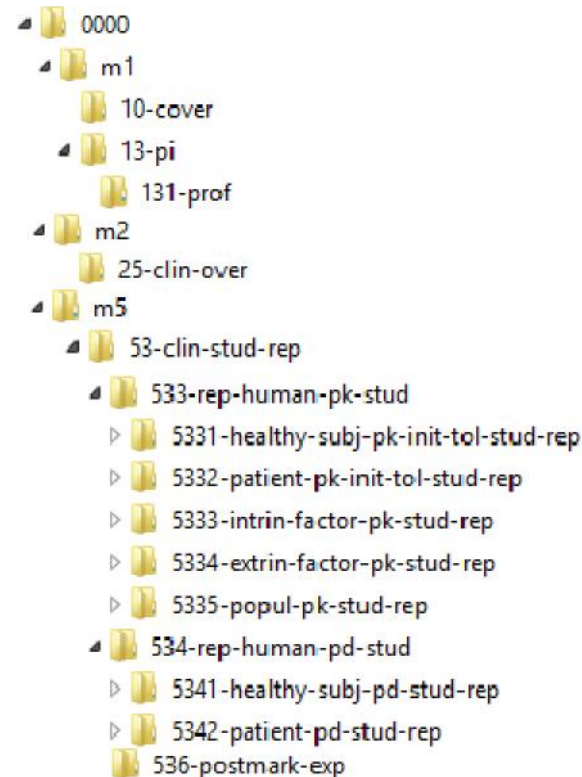 0000
m1
10-cover
13-pi
131-prof
m2
25-clin-over
m5
53-clin-stud-rep
533-rep-human-pk-stud
5331-healthy-subj-pk-init-tol-stud-rep
5332-patient-pk-init-tol-stud-rep
5333-intrin-factor-pk-stud-rep
5334-extrin-factor-pk-stud-rep
5335-popul-pk-stud-rep
534-rep-human-pd-stud
5341-healthy-subj-pd-stud-rep
5342-patient-pd-stud-rep
536-postmark-exp